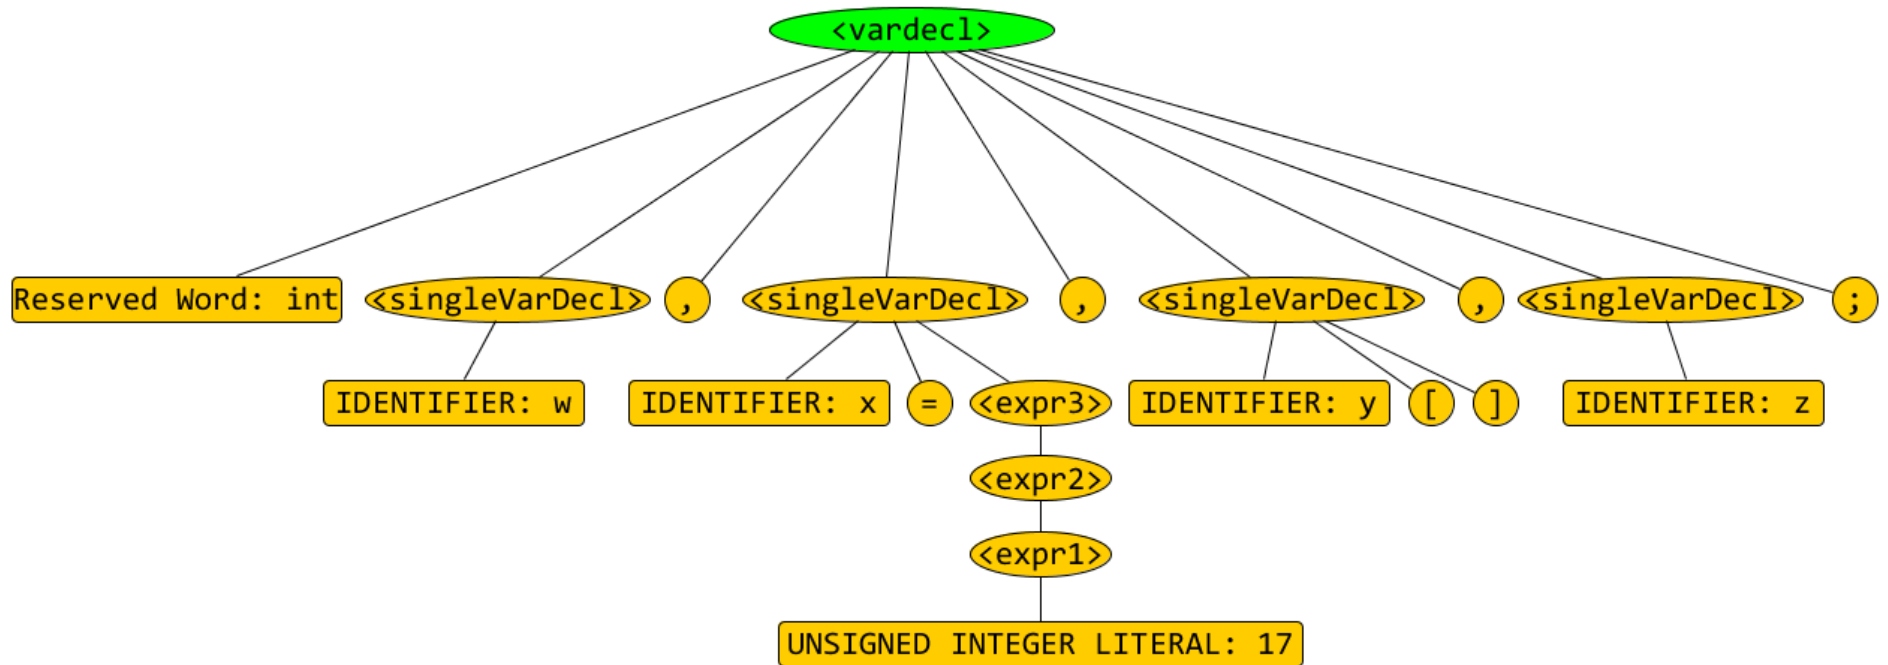 <vardecl>
Reserved Word: int <singleVarDecl> , <singleVarDecl> , <singleVarDecl> , <singleVarDecl> ;
IDENTIFIER: w IDENTIFIER: x = <expr3> IDENTIFIER: y [ ] IDENTIFIER: z
<expr2>
<expr1>
UNSIGNED INTEGER LITERAL: 17